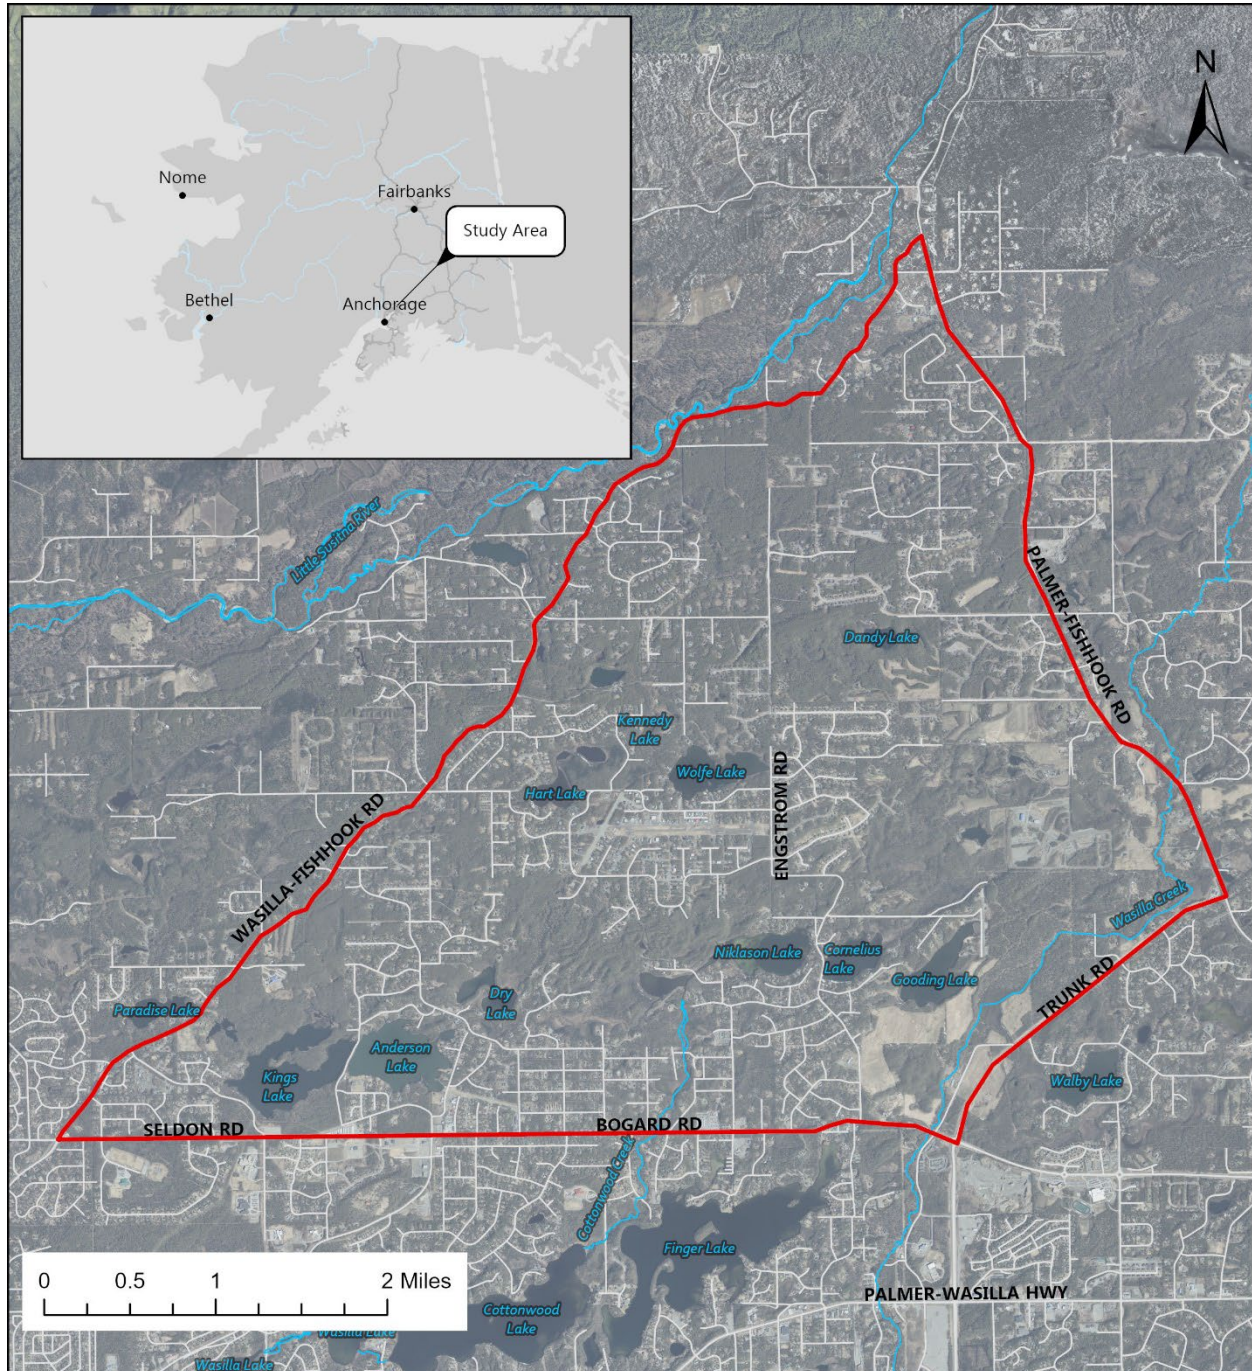 N
Nome
Fairbanks
Study Area
Bethel
Anchorage
Little Susitna River
PALMER-FISHHOOK RD
Dandy Lake
Kennedy
Lake
Wolfe Lake
Hart Lake
ENGSTROM RD
WASILLA-FISHHOOK RD
Wasilla Creek
Niklason Lake
Cornelius
Lake
Gooding Lake
Dry
Lake
Paradise Lake
TRUNK RD
Anderson
Lake
Kings
Lake
Walby Lake
SELDON RD
BOGARD RD
Cottonwood Creek
Finger Lake
0 0.5 1 2 Miles
PALMER-WASILLA HWY
Cottonwood
Lake
Wasilla Lake
Wasilla Lake